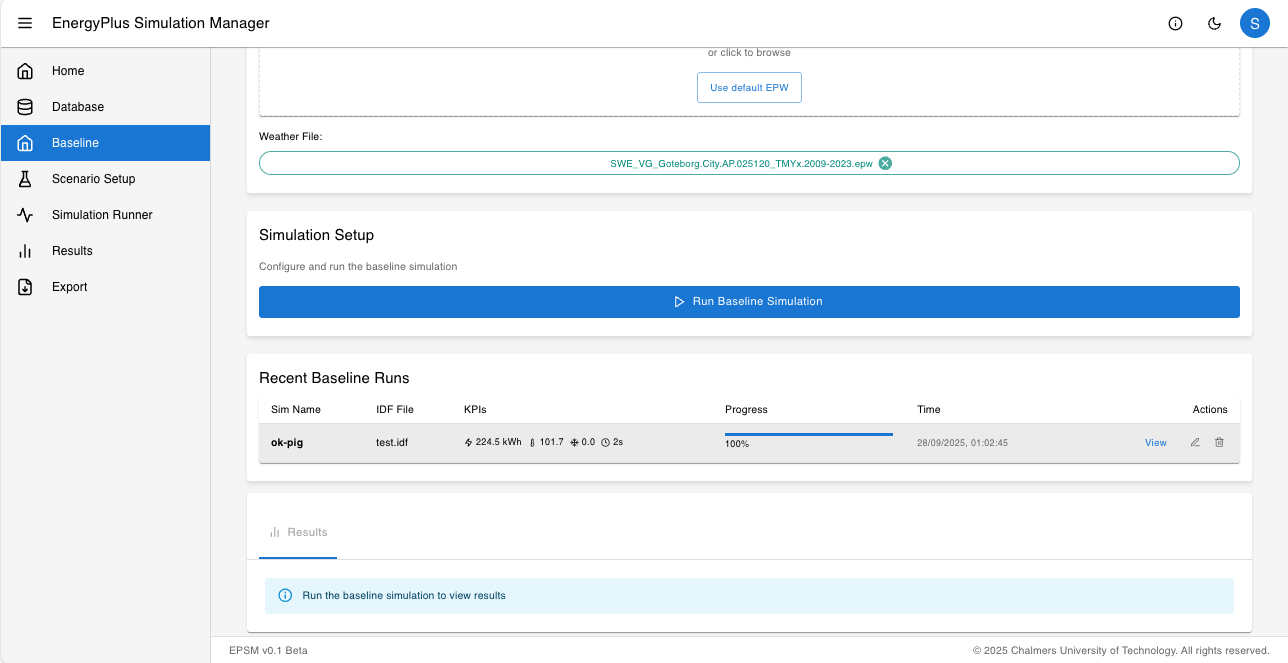 EnergyPlus Simulation Manager
S
Home
Database
Baseline
Scenario Setup
Simulation Runner
Results
Export
or click to browse
Use default EPW
Weather File:
SWE_VG_Goteborg.City.AP.025120_TMYx.2009-2023.epw
Simulation Setup
Configure and run the baseline simulation
Run Baseline Simulation
Recent Baseline Runs
Sim Name IDF File KPIs Progress Time Actions
ok-pig test.idf 224.5 kWh 101.7 0.0 2s 100% 28/09/2025, 01:02:45 View
Results
Run the baseline simulation to view results
EPSM v0.1 Beta © 2025 Chalmers University of Technology. All rights reserved.